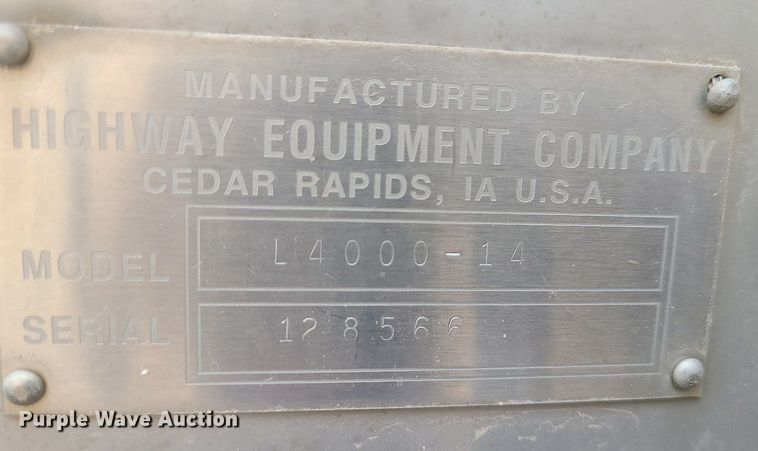 MANUFACTURED BY
HIGHWAY EQUIPMENT COMPANY
CEDAR RAPIDS, IA U.S.A.
MODEL L4000-14
SERIAL 128566
Purple Wave Auction